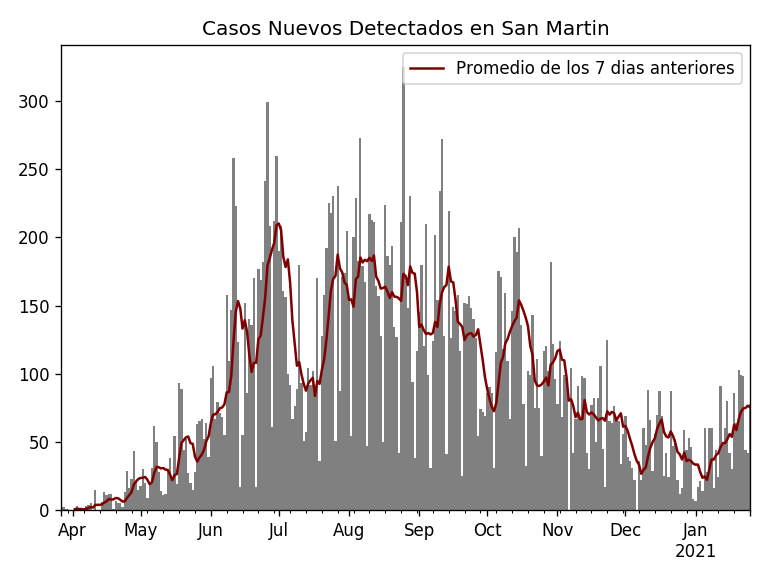 Casos Nuevos Detectados en San Martin
Promedio de los 7 dias anteriores
300
250
200
150
100
50
0
Apr May Jun Jul Aug Sep Oct Nov Dec Jan
2021